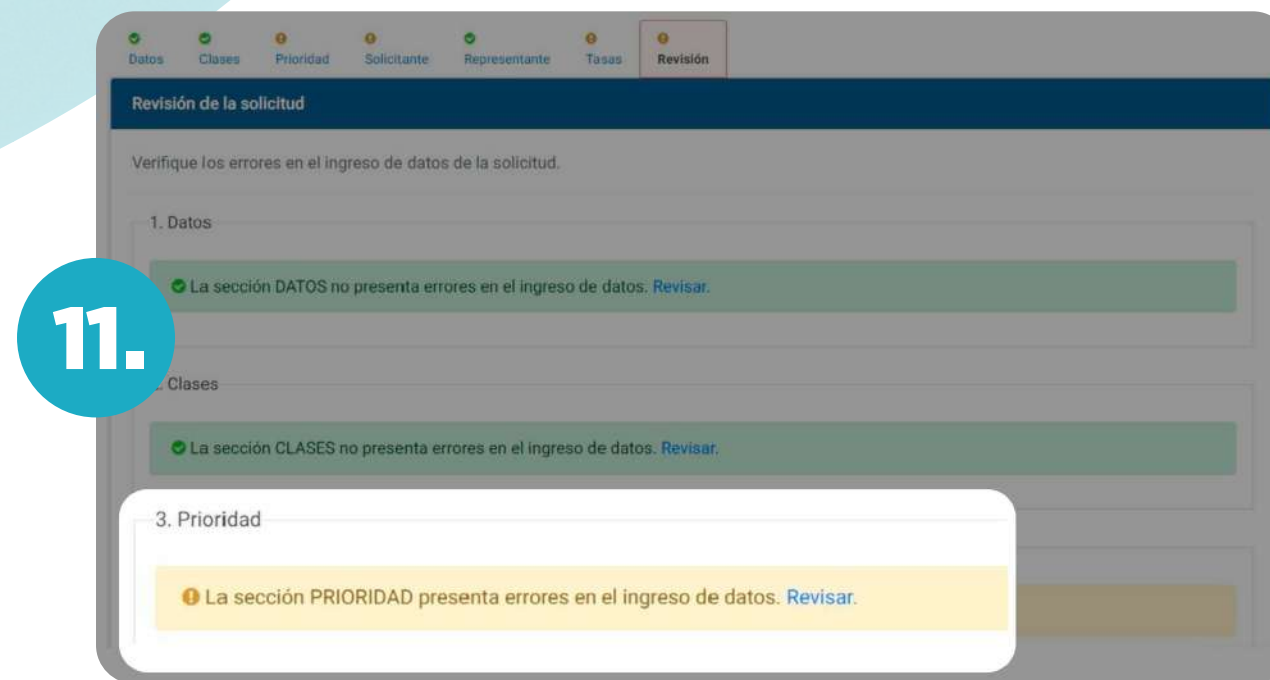 Datos Clases Prioridad Solicitante Representante Tasas Revisión
Revisión de la solicitud
Verifique los errores en el ingreso de datos de la solicitud.
1. Datos
La sección DATOS no presenta errores en el ingreso de datos. Revisar.
11.
. Clases
La sección CLASES no presenta errores en el ingreso de datos. Revisar.
3. Prioridad
La sección PRIORIDAD presenta errores en el ingreso de datos. Revisar.